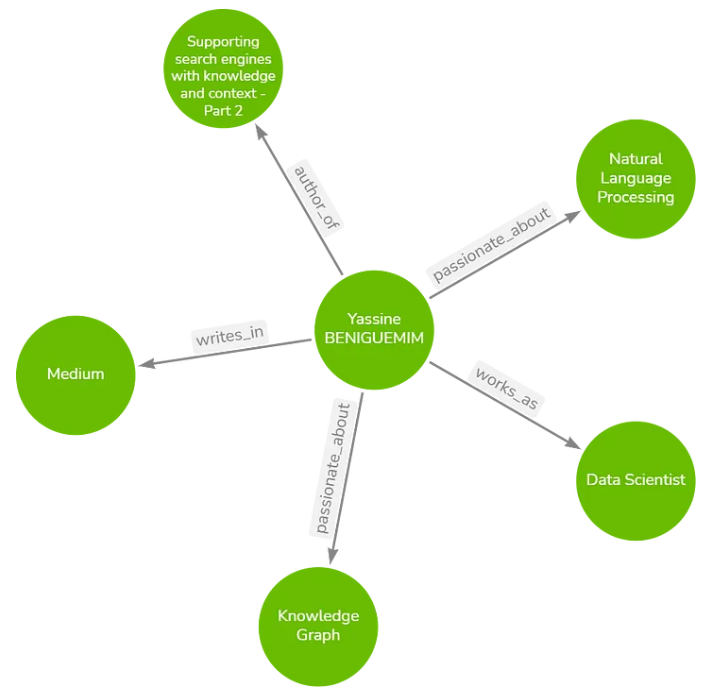 Supporting
search engines
with knowledge
and context -
Part 2
author_of
Natural
Language
Processing
passionate_about
Yassine
BENIGUEMIM
writes_in
Medium
works_as
Data Scientist
passionate_about
Knowledge
Graph